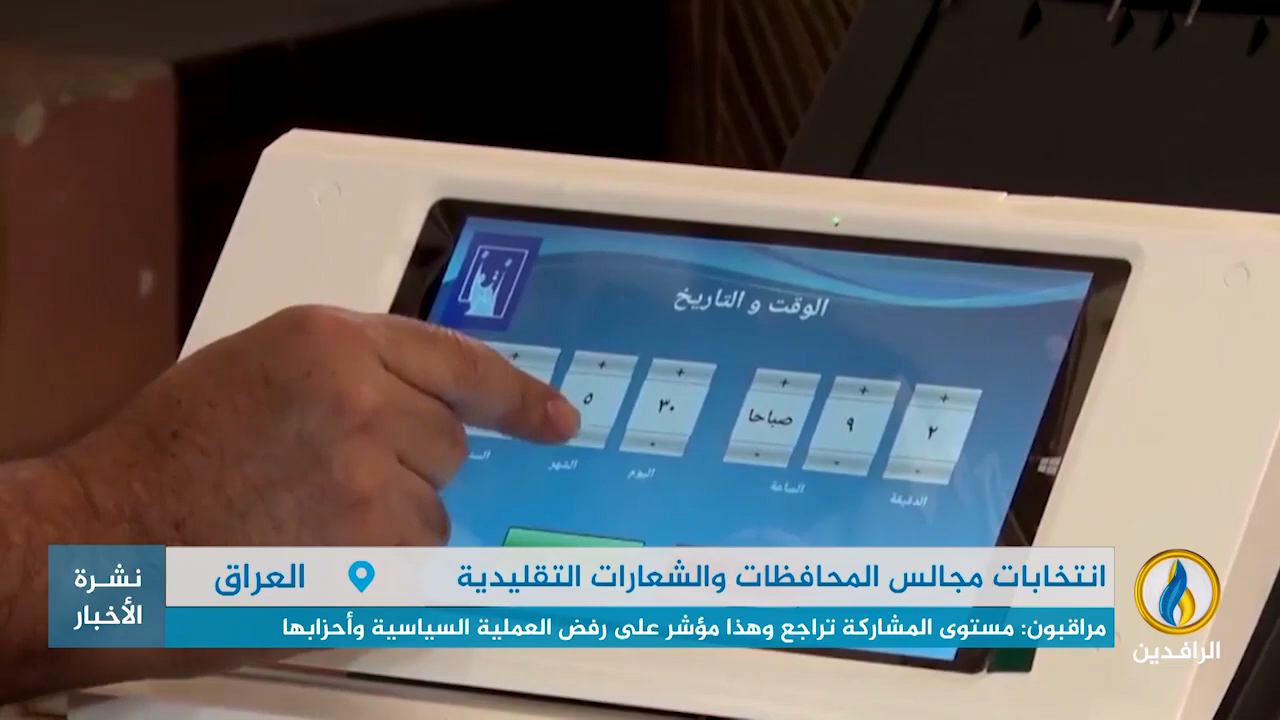 الوقت و التاريخ
+ + + + + +
٢ ٩ صباحا ٣٠ ٥
- - - -
الدقيقة الساعة اليوم الشهر
انتخابات مجالس المحافظات والشعارات التقليدية
العراق
نشرة الأخبار
مراقبون: مستوى المشاركة تراجع وهذا مؤشر على رفض العملية السياسية وأحزابها
الرافدين